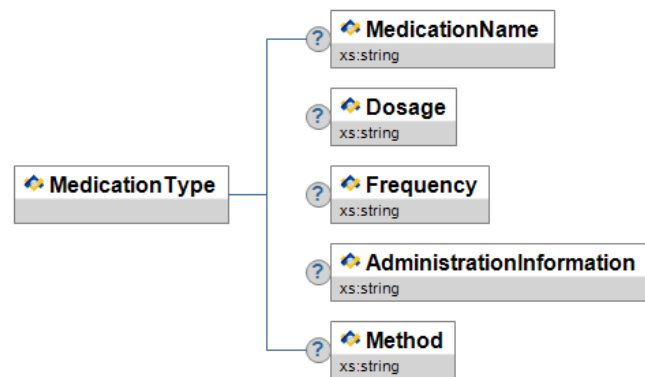 ? MedicationName
xs:string
? Dosage
xs:string
MedicationType
? Frequency
xs:string
? AdministrationInformation
xs:string
? Method
xs:string